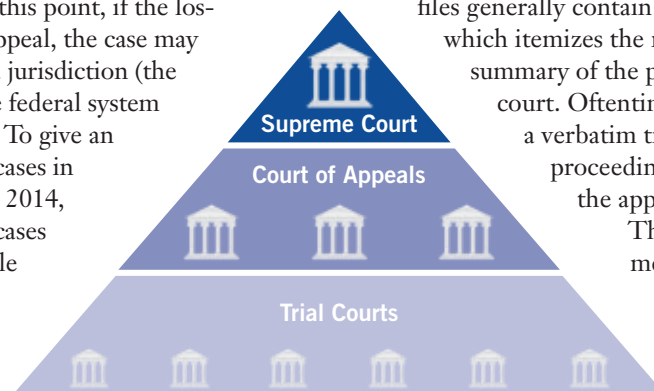 this point, if the los-
ppeal, the case may
jurisdiction (the
e federal system
To give an
cases in
2014,
cases
le
Supreme Court
Court of Appeals
Trial Courts
files generally contain
which itemizes the
summary of the p
court.
a verbatim
proceedin
the app
Th